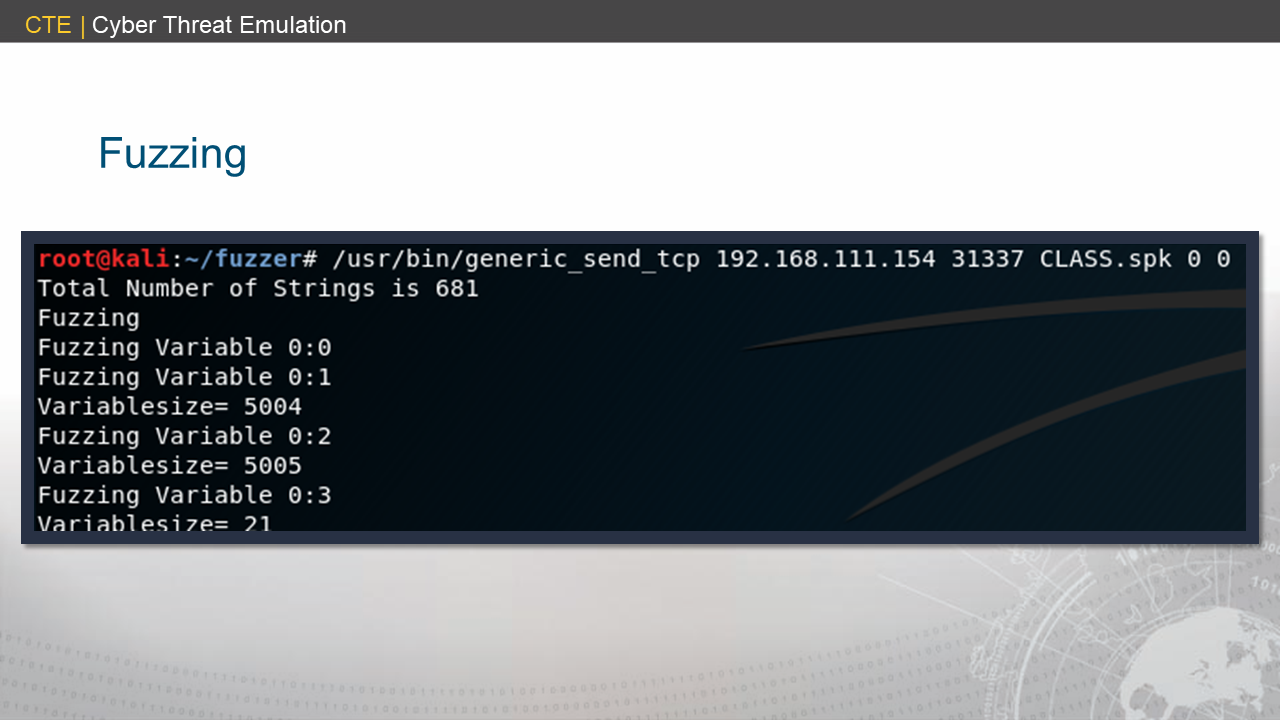 CTE | Cyber Threat Emulation
Fuzzing
root@kali:~/fuzzer# /usr/bin/generic_send_tcp 192.168.111.154 31337 CLASS.spk 0 0
Total Number of Strings is 681
Fuzzing
Fuzzing Variable 0:0
Fuzzing Variable 0:1
Variablesize= 5004
Fuzzing Variable 0:2
Variablesize= 5005
Fuzzing Variable 0:3
Variablesize= 21